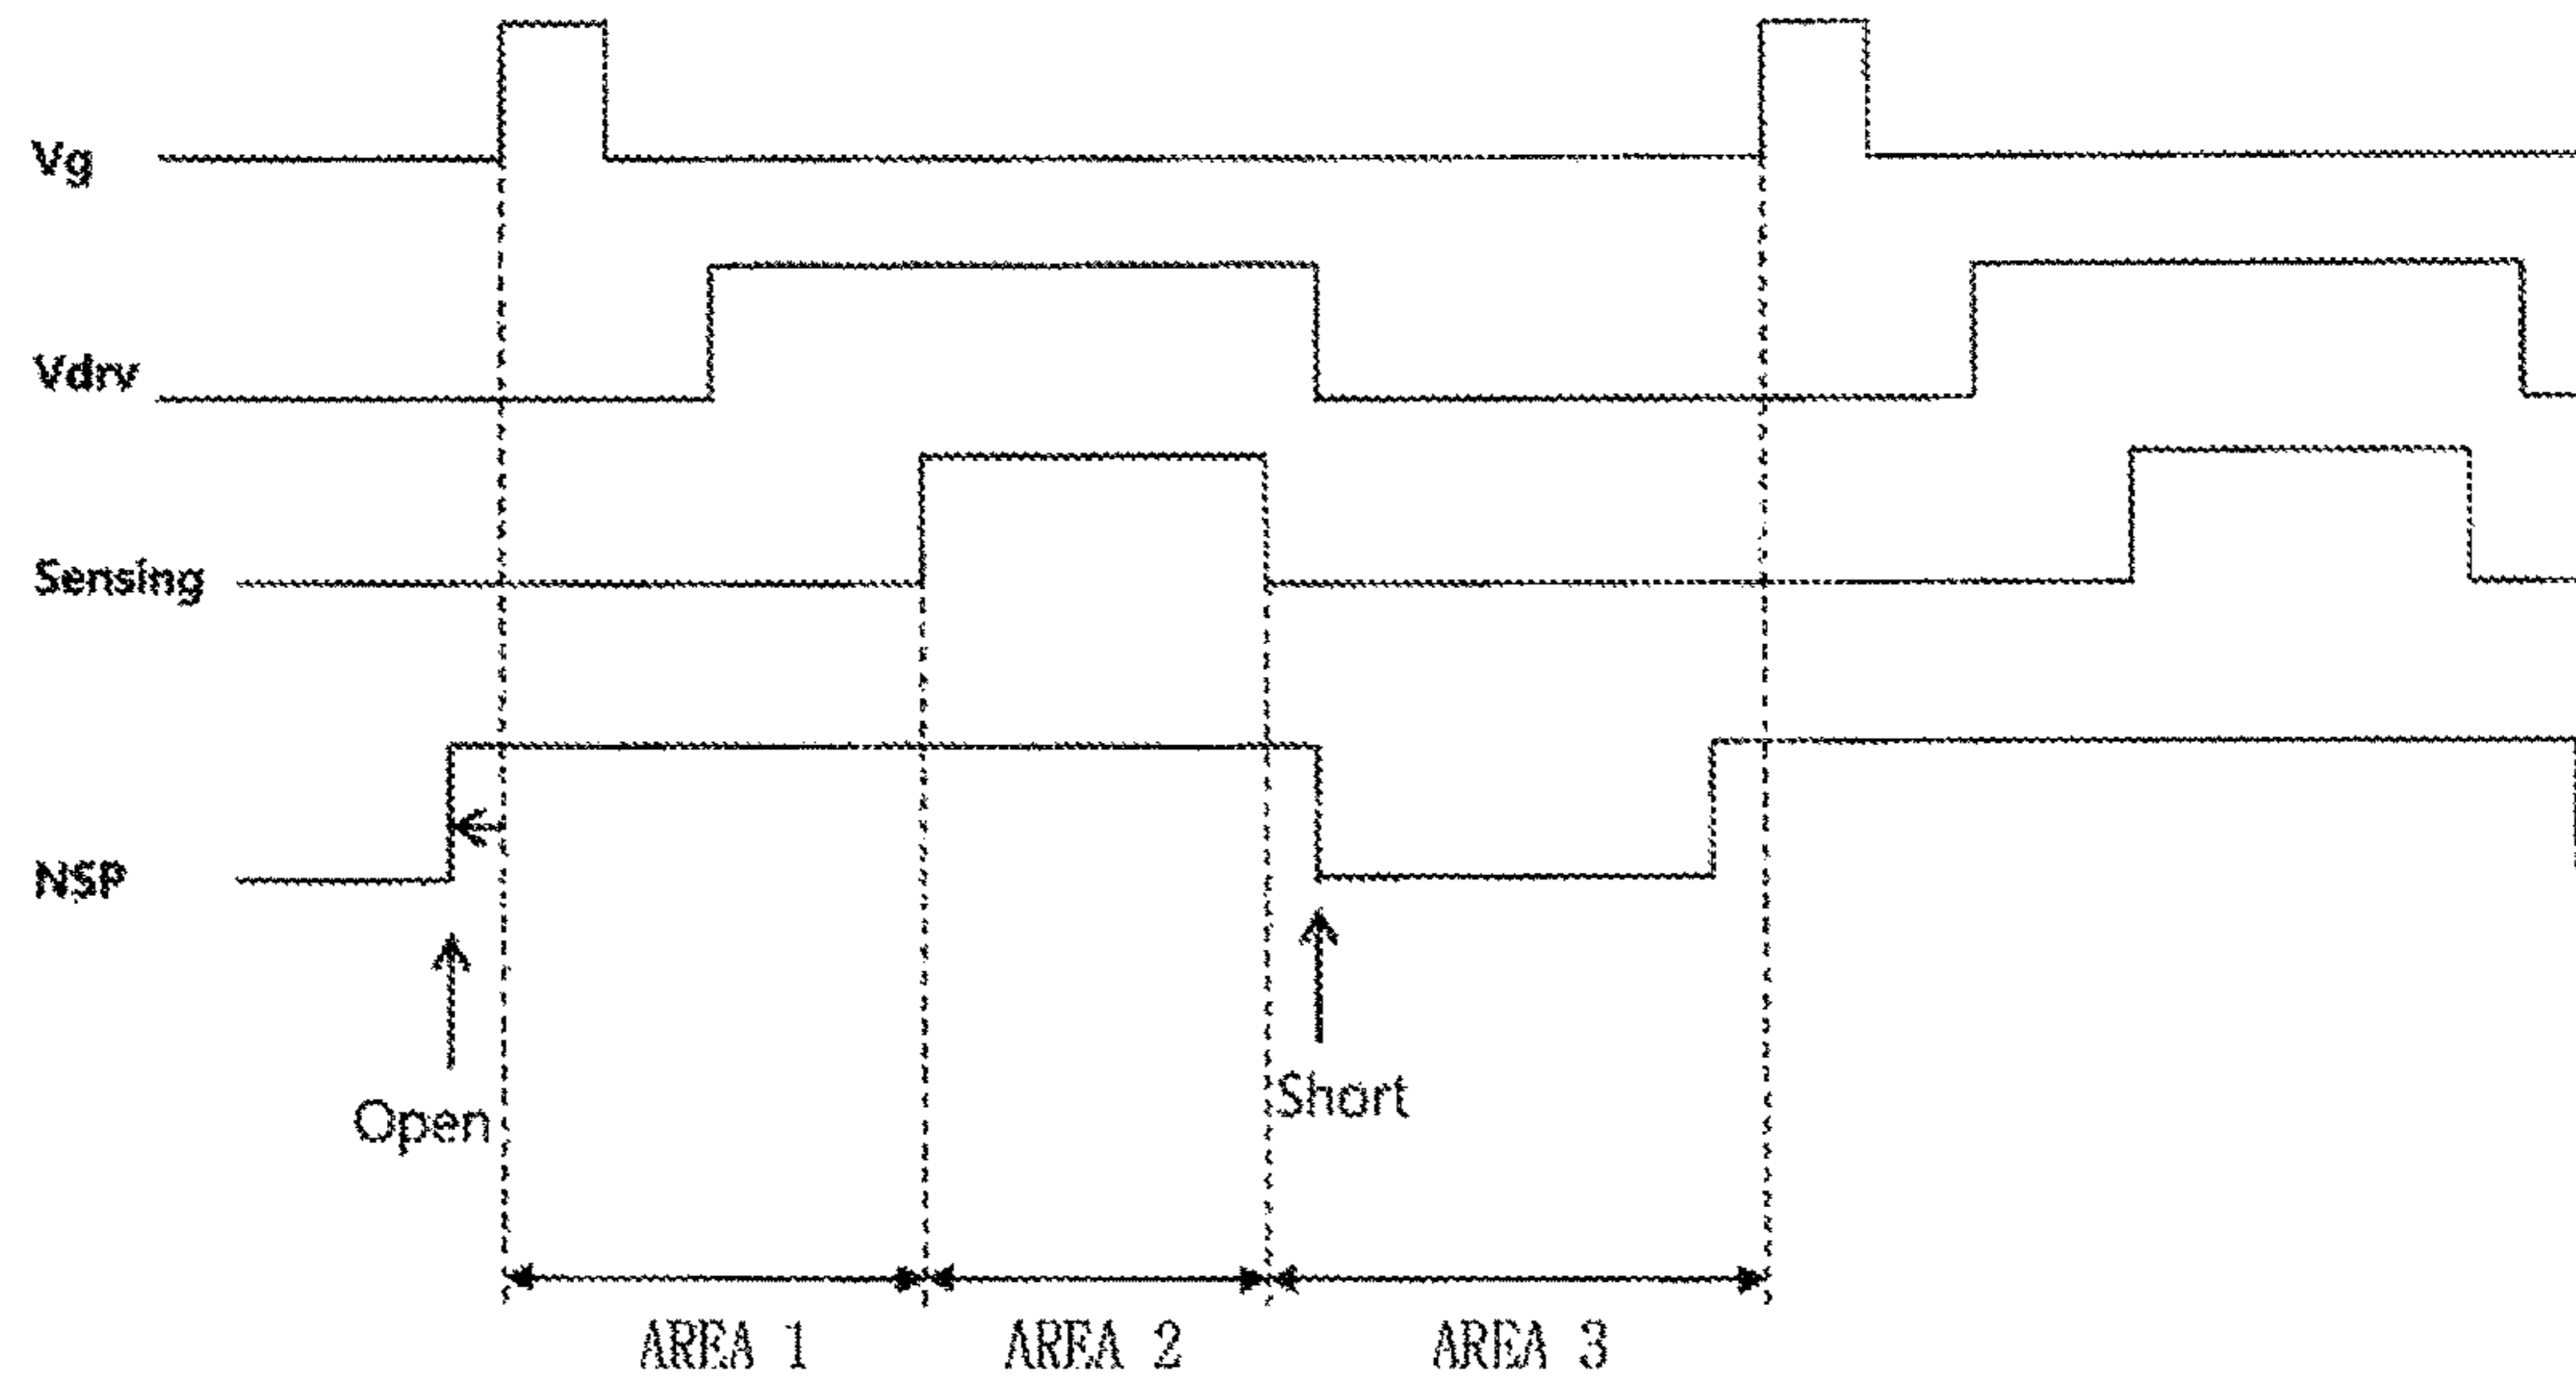 Vg
Vdrv
Sensing
NSP
Open
Short
AREA 1
AREA 2
AREA 3